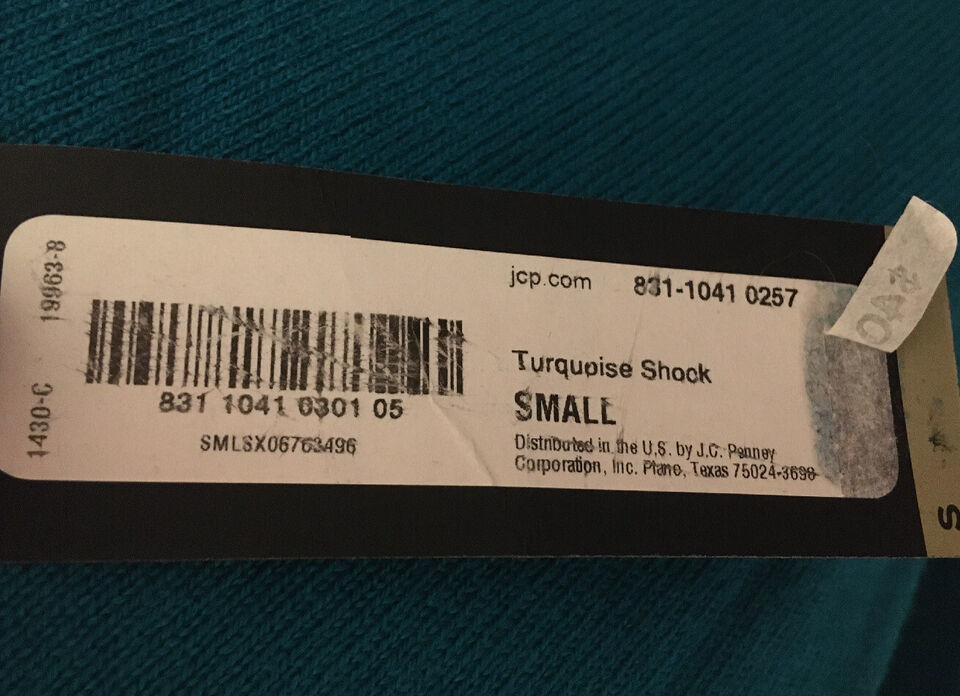 19963-8
1430-C
831 1041 0301 05
SMLSX06763496
jcp.com 831-1041 0257
Turquoise Shock
SMALL
Distributed in the U.S. by J.C. Penney
Corporation, Inc. Plano, Texas 75024-3698
S